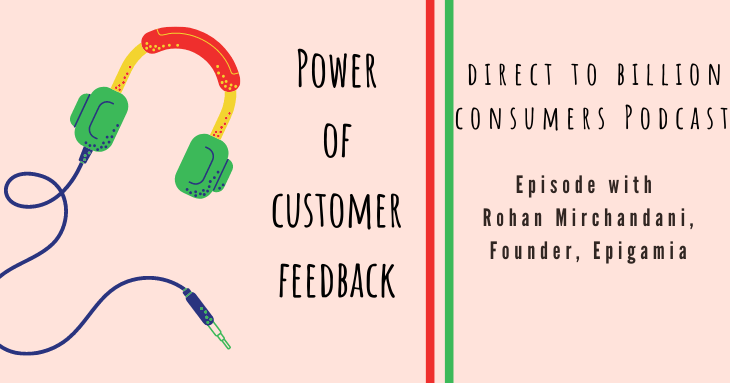 POWER
OF
CUSTOMER
FEEDBACK
DIRECT TO BILLION
CONSUMERS PODCAST
Episode with
Rohan Mirchandani,
Founder, Epigamia